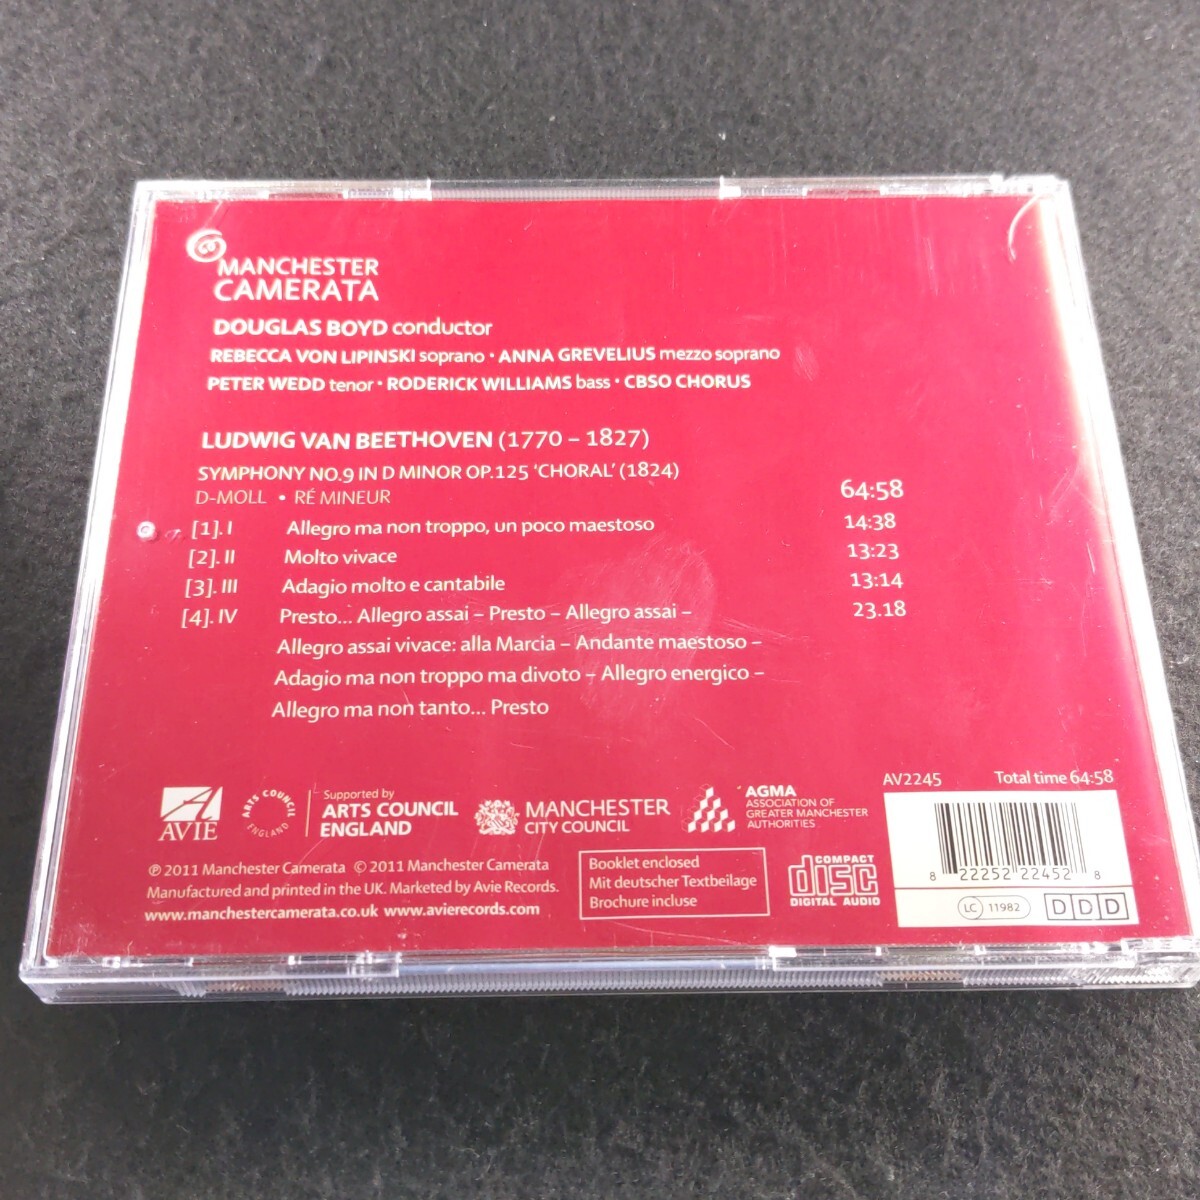 MANCHESTER
CAMERATA
DOUGLAS BOYD conductor
REBECCA VON LIPINSKI soprano · ANNA GREVELIUS mezzo soprano
PETER WEDD tenor · RODERICK WILLIAMS bass · CBSO CHORUS
LUDWIG VAN BEETHOVEN (1770 – 1827)
SYMPHONY NO.9 IN D MINOR OP.125 ‘CHORAL’ (1824) 64:58
D-MOLL • RÉ MINEUR
[1]. I Allegro ma non troppo, un poco maestoso 14:38
[2]. II Molto vivace 13:23
[3]. III Adagio molto e cantabile 13:14
[4]. IV Presto... Allegro assai – Presto – Allegro assai – 23.18
Allegro assai vivace: alla Marcia – Andante maestoso –
Adagio ma non troppo ma divoto – Allegro energico –
Allegro ma non tanto... Presto
AV2245 Total time 64:58
AVIE
ARTS COUNCIL ENGLAND
Supported by
ARTS COUNCIL
ENGLAND
MANCHESTER
CITY COUNCIL
AGMA
ASSOCIATION OF
GREATER MANCHESTER
AUTHORITIES
℗ 2011 Manchester Camerata © 2011 Manchester Camerata
Manufactured and printed in the UK. Marketed by Avie Records.
www.manchestercamerata.co.uk www.avierecords.com
Booklet enclosed
Mit deutscher Textbeilage
Brochure incluse
COMPACT
disc
DIGITAL AUDIO
8 22252 22452 8
LC 11982
DDD